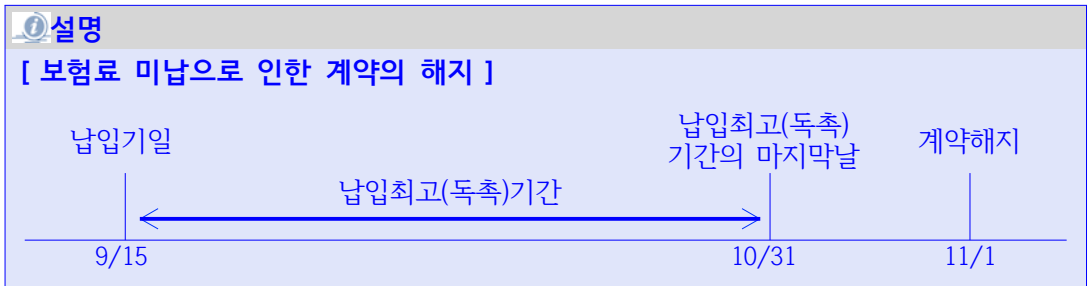 설명
[ 보험료 미납으로 인한 계약의 해지 ]
납입기일
납입최고(독촉)
기간의 마지막날
계약해지
납입최고(독촉)기간
9/15
10/31
11/1